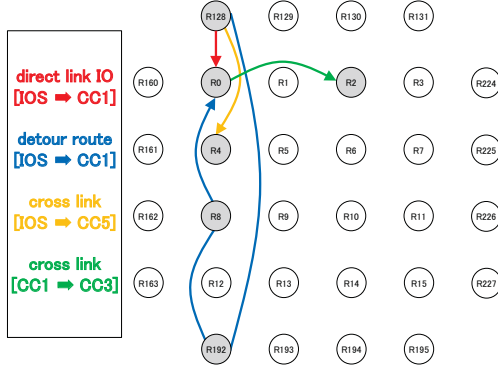 R128 R129 R130 R131
direct link IO
[IOS ➡ CC1]
R160 R0 R1 R2 R3 R224
detour route
[IOS ➡ CC1]
R161 R4 R5 R6 R7 R225
cross link
[IOS ➡ CC5]
R162 R8 R9 R10 R11 R226
cross link
[CC1 ➡ CC3]
R163 R12 R13 R14 R15 R227
R192 R193 R194 R195